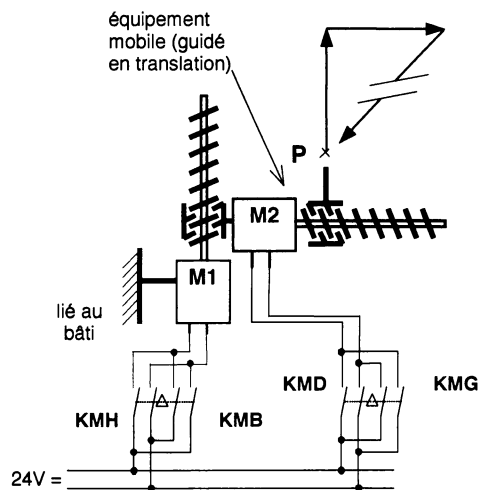 équipement
mobile (guidé
en translation)
P
M2
M1
lié au
bâti
KMD
KMG
KMH
KMB
24V =